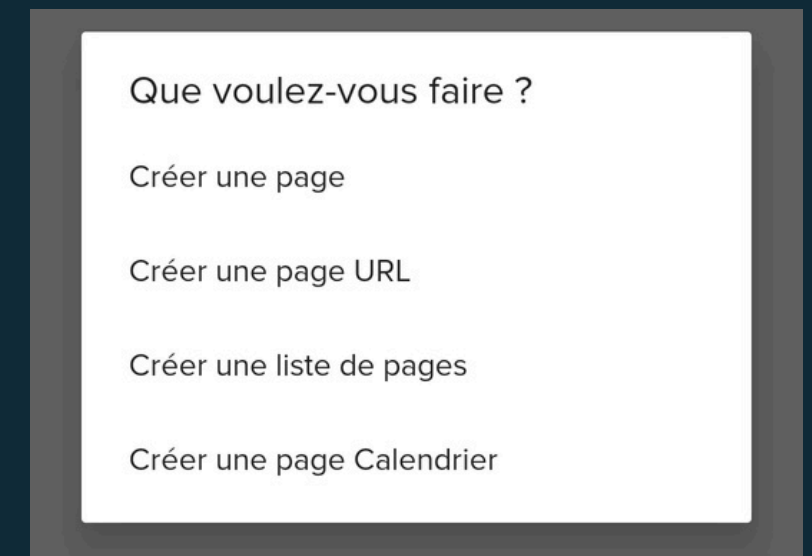 Que voulez-vous faire ?
Créer une page
Créer une page URL
Créer une liste de pages
Créer une page Calendrier